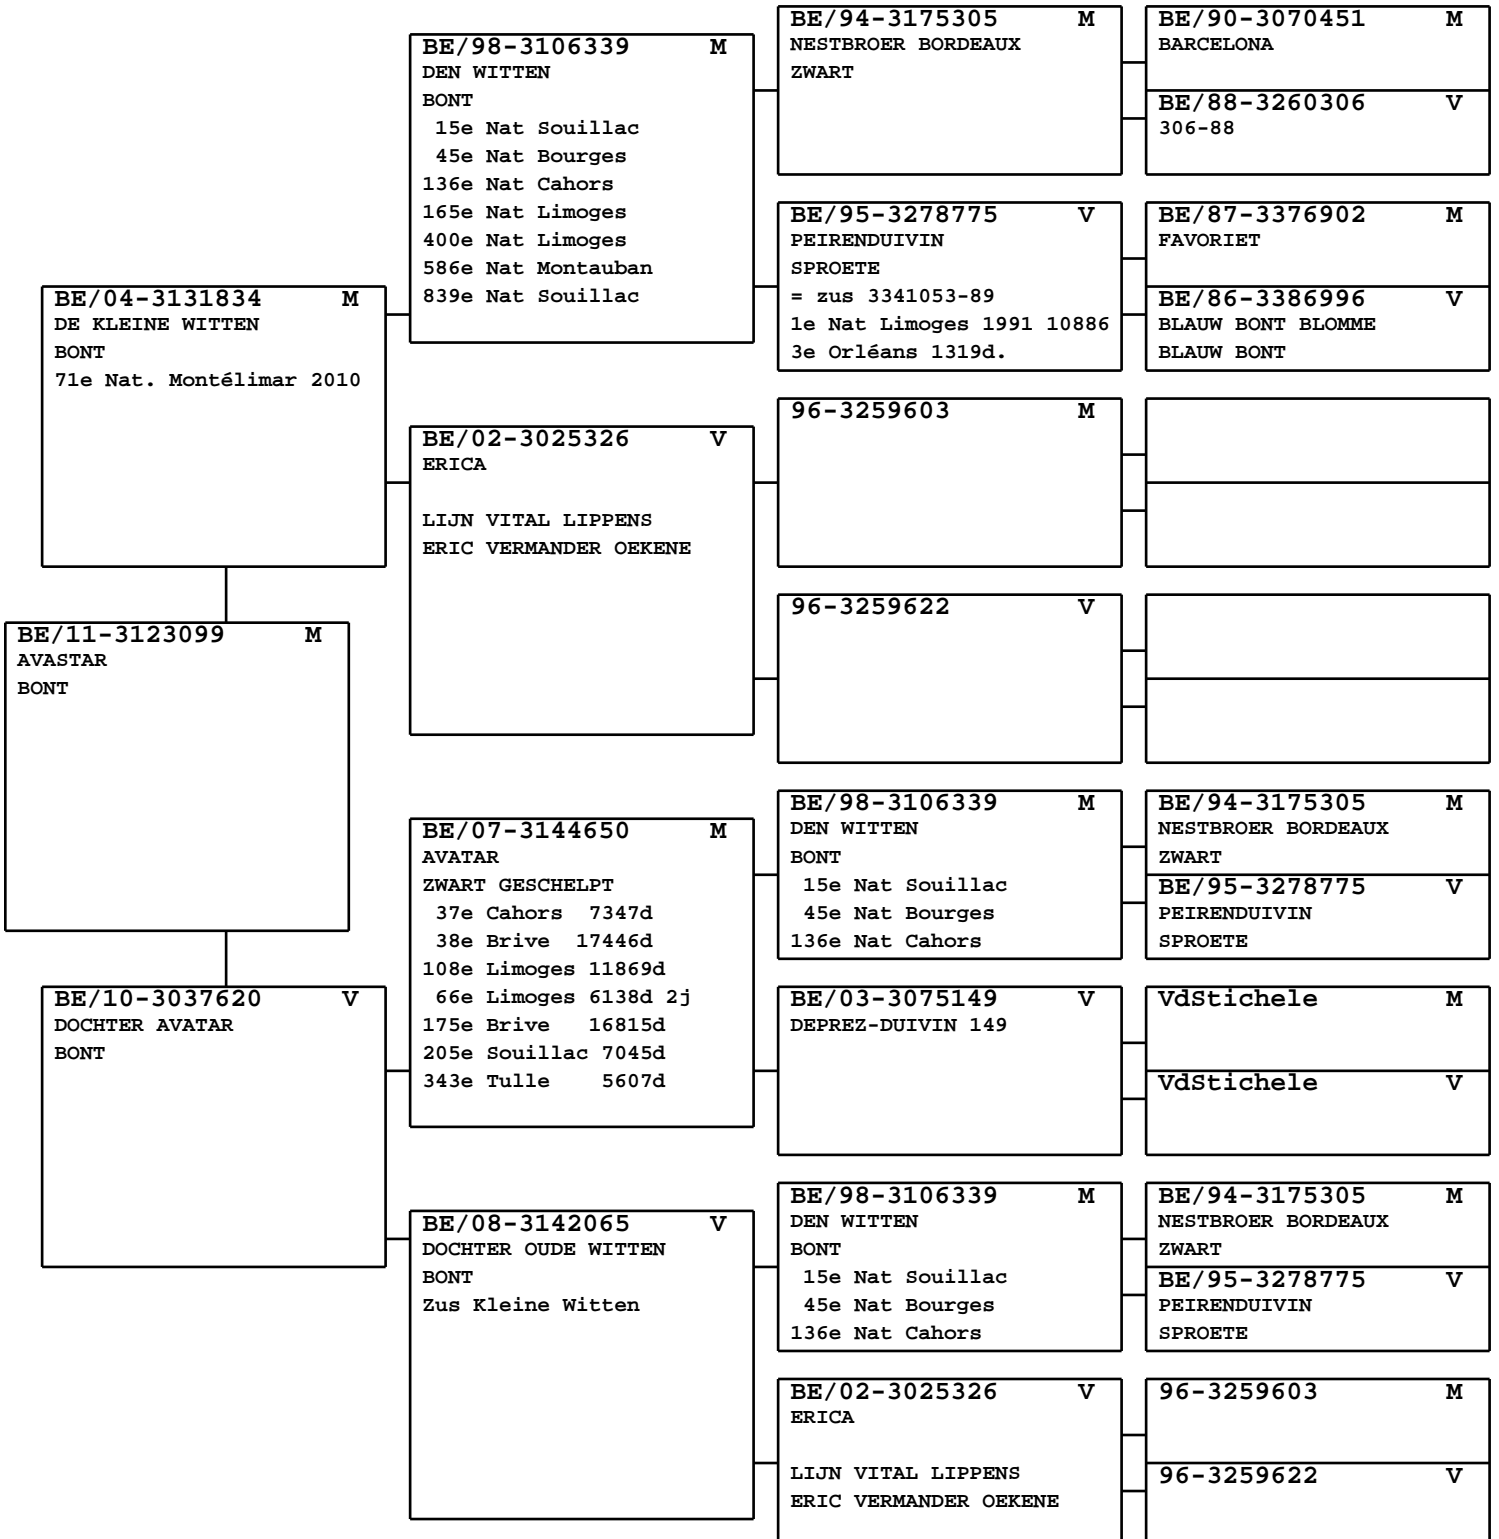 BE/11-3123099 M
AVASTAR
BONT
BE/04-3131834 M
DE KLEINE WITTEN
BONT
71e Nat. Montélimar 2010
BE/10-3037620 V
DOCHTER AVATAR
BONT
BE/98-3106339 M
DEN WITTEN
BONT
15e Nat Souillac
45e Nat Bourges
136e Nat Cahors
165e Nat Limoges
400e Nat Limoges
586e Nat Montauban
839e Nat Souillac
BE/02-3025326 V
ERICA
LIJN VITAL LIPPENS
ERIC VERMANDER OEKENE
BE/07-3144650 M
AVATAR
ZWART GESCHELPT
37e Cahors 7347d
38e Brive 17446d
108e Limoges 11869d
66e Limoges 6138d 2j
175e Brive 16815d
205e Souillac 7045d
343e Tulle 5607d
BE/08-3142065 V
DOCHTER OUDE WITTEN
BONT
Zus Kleine Witten
BE/94-3175305 M
NESTBROER BORDEAUX
ZWART
BE/95-3278775 V
PEIRENDUIVIN
SPROETE
= zus 3341053-89
1e Nat Limoges 1991 10886
3e Orléans 1319d.
96-3259603 M
96-3259622 V
BE/98-3106339 M
DEN WITTEN
BONT
15e Nat Souillac
45e Nat Bourges
136e Nat Cahors
BE/03-3075149 V
DEPREZ-DUIVIN 149
BE/98-3106339 M
DEN WITTEN
BONT
15e Nat Souillac
45e Nat Bourges
136e Nat Cahors
BE/02-3025326 V
ERICA
LIJN VITAL LIPPENS
ERIC VERMANDER OEKENE
BE/90-3070451 M
BARCELONA
BE/88-3260306 V
306-88
BE/87-3376902 M
FAVORIET
BE/86-3386996 V
BLAUW BONT BLOMME
BLAUW BONT
BE/94-3175305 M
NESTBROER BORDEAUX
ZWART
BE/95-3278775 V
PEIRENDUIVIN
SPROETE
VdStichele M
VdStichele V
BE/94-3175305 M
NESTBROER BORDEAUX
ZWART
BE/95-3278775 V
PEIRENDUIVIN
SPROETE
96-3259603 M
96-3259622 V